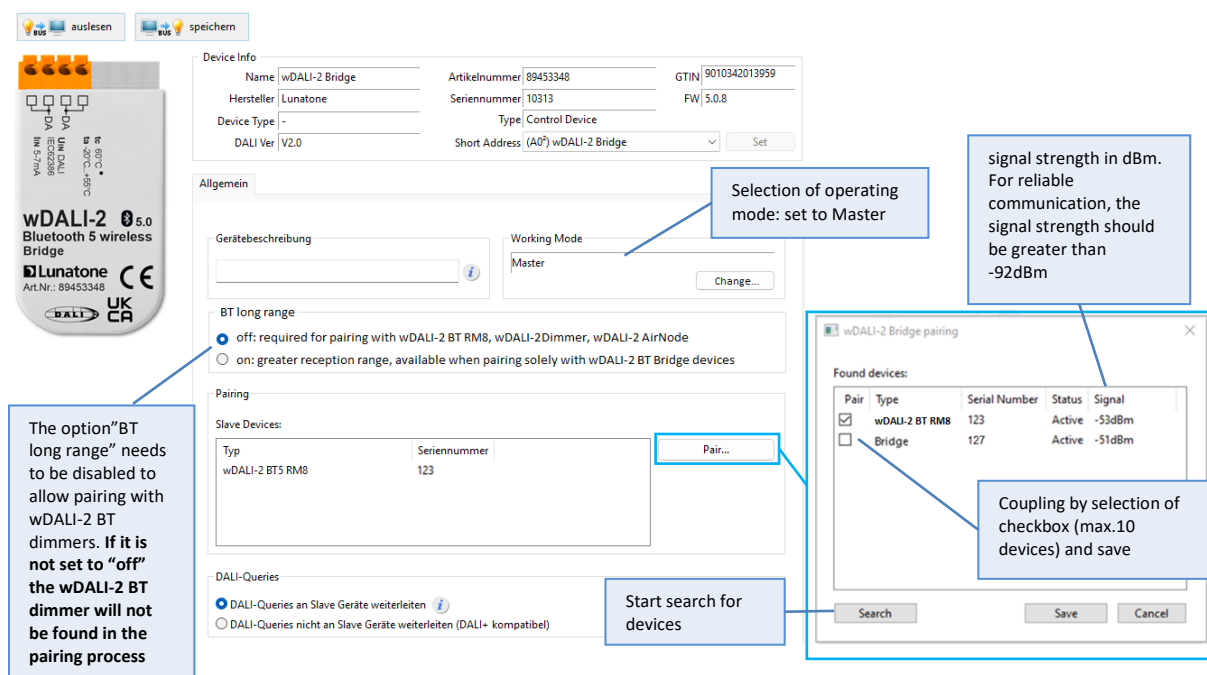 auslesen
speichern
BUS
BUS
DA
DA
IIN 5-7mA
IEC62386
UIN DALI
ta -20°C...+55°C
tc 60°C
wDALI-2 5.0
Bluetooth 5 wireless
Bridge
Lunatone CE
Art.Nr.: 89453348
DALI 2
UK
CA
Device Info
Name wDALI-2 Bridge Artikelnummer 89453348 GTIN 9010342013959
Hersteller Lunatone Seriennummer 10313 FW 5.0.8
Device Type - Type Control Device
DALI Ver V2.0 Short Address (A0²) wDALI-2 Bridge Set
Allgemein
Selection of operating
mode: set to Master
signal strength in dBm.
For reliable
communication, the
signal strength should
be greater than
-92dBm
Gerätebeschreibung
i
Working Mode
Master
Change...
BT long range
off: required for pairing with wDALI-2 BT RM8, wDALI-2Dimmer, wDALI-2 AirNode
on: greater reception range, available when pairing solely with wDALI-2 BT Bridge devices
Pairing
Slave Devices:
Typ Seriennummer
wDALI-2 BT5 RM8 123
Pair...
DALI-Queries
DALI-Queries an Slave Geräte weiterleiten i
DALI-Queries nicht an Slave Geräte weiterleiten (DALI+ kompatibel)
The option"BT
long range" needs
to be disabled to
allow pairing with
wDALI-2 BT
dimmers. If it is
not set to "off"
the wDALI-2 BT
dimmer will not
be found in the
pairing process
wDALI-2 Bridge pairing
Found devices:
Pair Type Serial Number Status Signal
wDALI-2 BT RM8 123 Active -53dBm
Bridge 127 Active -51dBm
Coupling by selection of
checkbox (max.10
devices) and save
Start search for
devices
Search Save Cancel